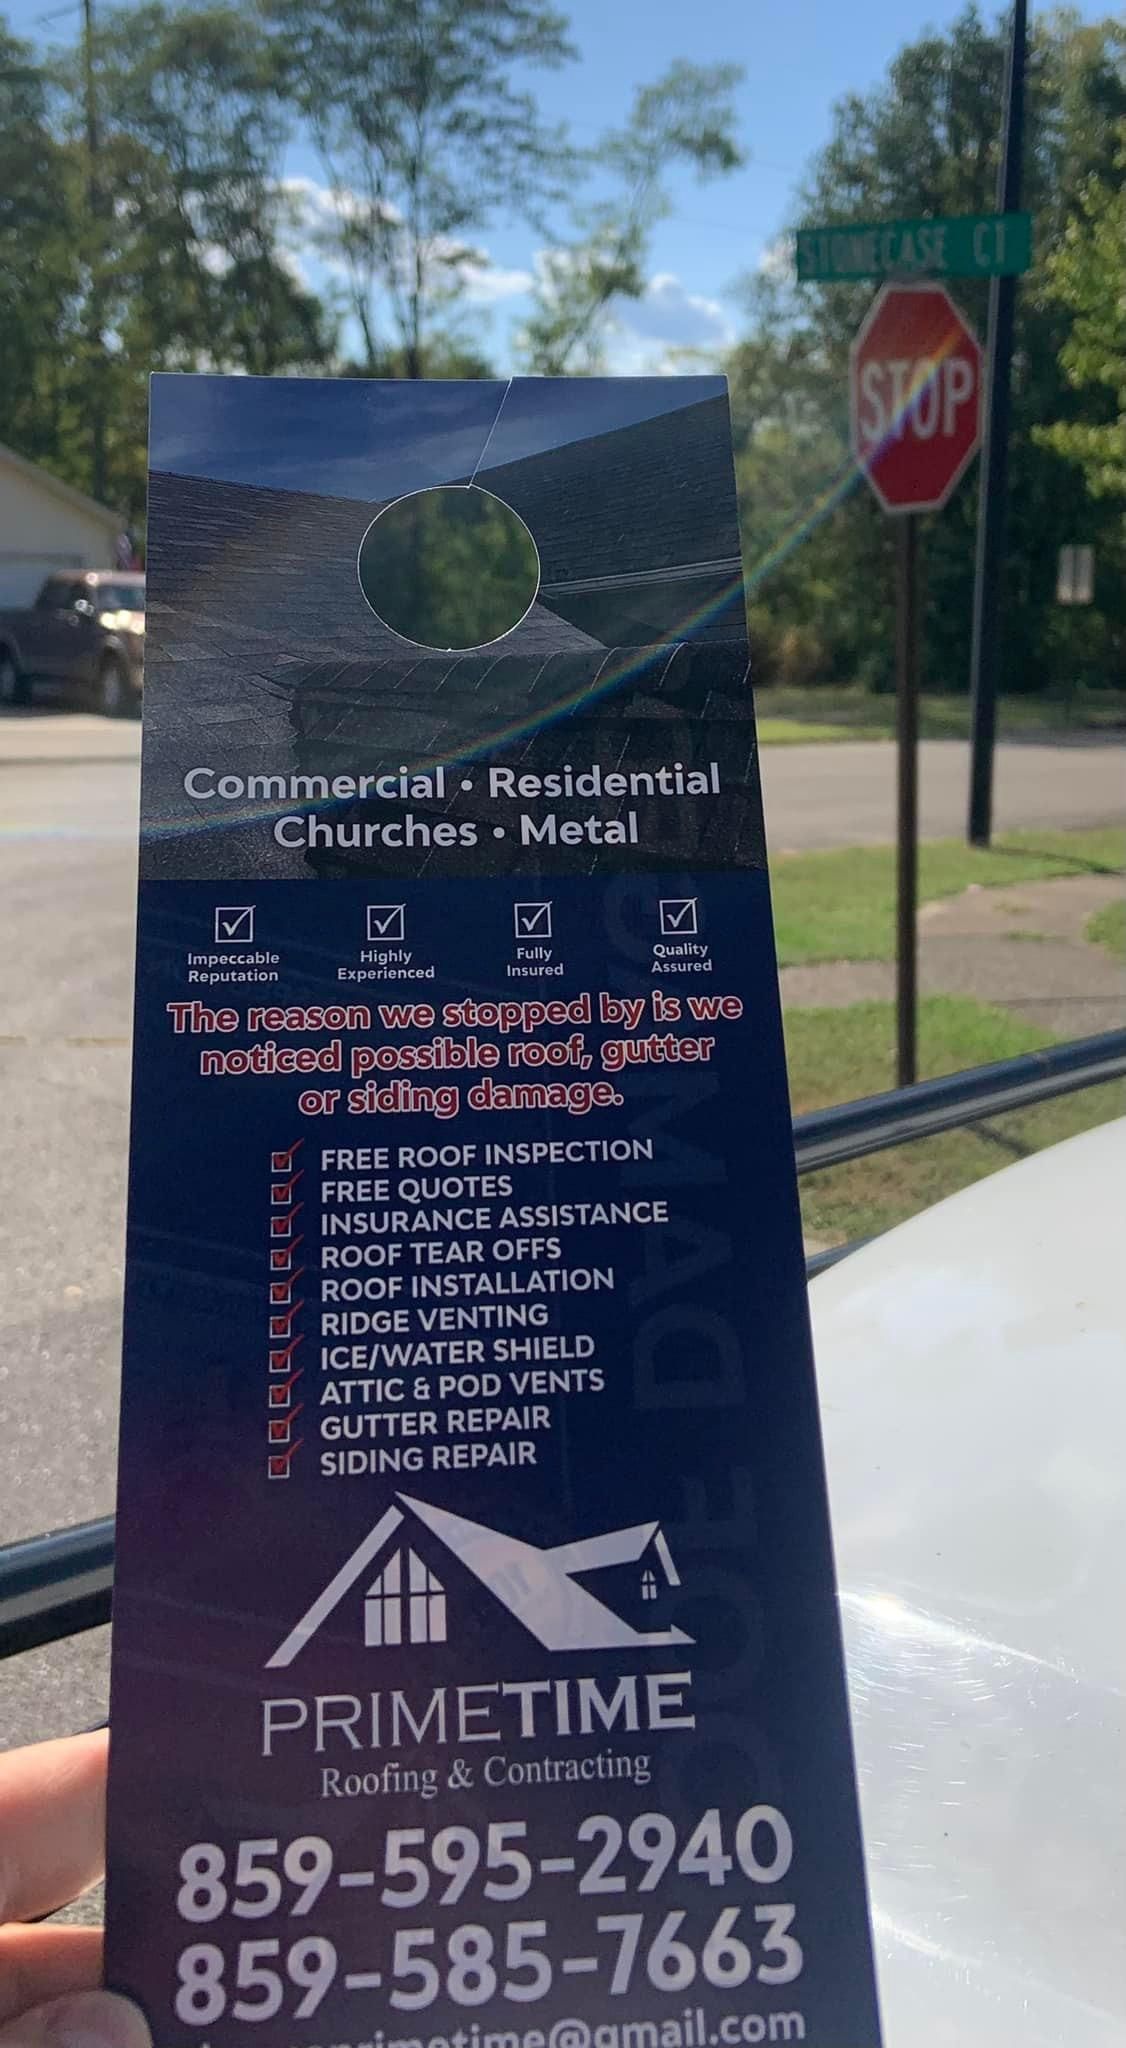 STONECASE CT
STOP
Commercial • Residential
Churches • Metal
Impeccable Reputation
Highly Experienced
Fully Insured
Quality Assured
The reason we stopped by is we
noticed possible roof, gutter
or siding damage.
FREE ROOF INSPECTION
FREE QUOTES
INSURANCE ASSISTANCE
ROOF TEAR OFFS
ROOF INSTALLATION
RIDGE VENTING
ICE/WATER SHIELD
ATTIC & POD VENTS
GUTTER REPAIR
SIDING REPAIR
PRIMETIME
Roofing & Contracting
859-595-2940
859-585-7663